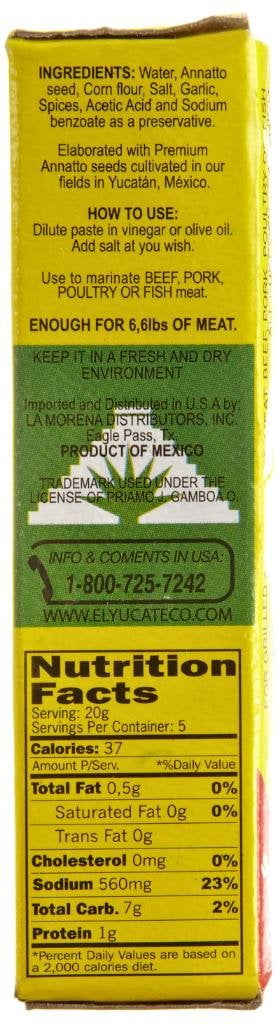 INGREDIENTS: Water, Annatto
seed, Corn flour, Salt, Garlic,
Spices, Acetic Acid and Sodium
benzoate as a preservative.
Elaborated with Premium
Annatto seeds cultivated in our
fields in Yucatán, México.
HOW TO USE:
Dilute paste in vinegar or olive oil.
Add salt at you wish.
Use to marinate BEEF, PORK,
POULTRY OR FISH meat.
ENOUGH FOR 6,6lbs OF MEAT.
KEEP IT IN A FRESH AND DRY
ENVIRONMENT
Imported and Distributed in U.S.A by:
LA MORENA DISTRIBUTORS, INC.
Eagle Pass, Tx.
PRODUCT OF MEXICO
TRADEMARK USED UNDER THE
LICENSE OF PRIAMO J. GAMBOA O.
INFO & COMENTS IN USA:
1-800-725-7242
WWW.ELYUCATECO.COM
Nutrition
Facts
Serving: 20g
Servings Per Container: 5
Calories: 37
Amount P/Serv. *%Daily Value
Total Fat 0,5g 0%
Saturated Fat 0g 0%
Trans Fat 0g
Cholesterol 0mg 0%
Sodium 560mg 23%
Total Carb. 7g 2%
Protein 1g
*Percent Daily Values are based on
a 2,000 calories diet.
BEEF, PORK, POULTRY